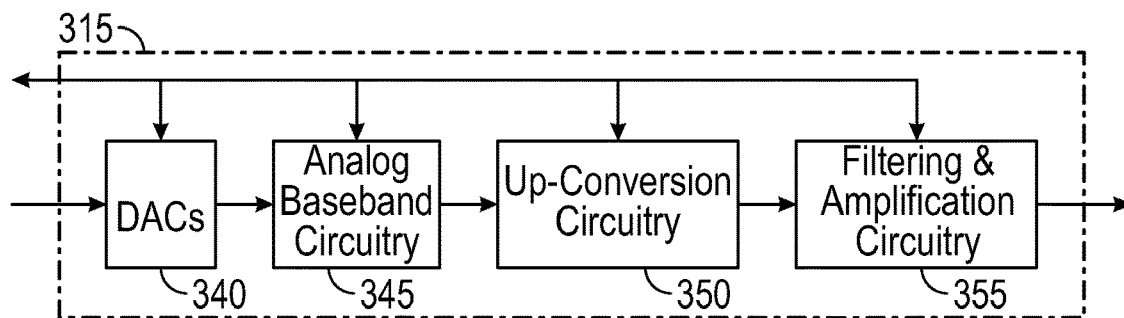 315
DACs
Analog
Baseband
Circuitry
Up-Conversion
Circuitry
Filtering &
Amplification
Circuitry
340
345
350
355